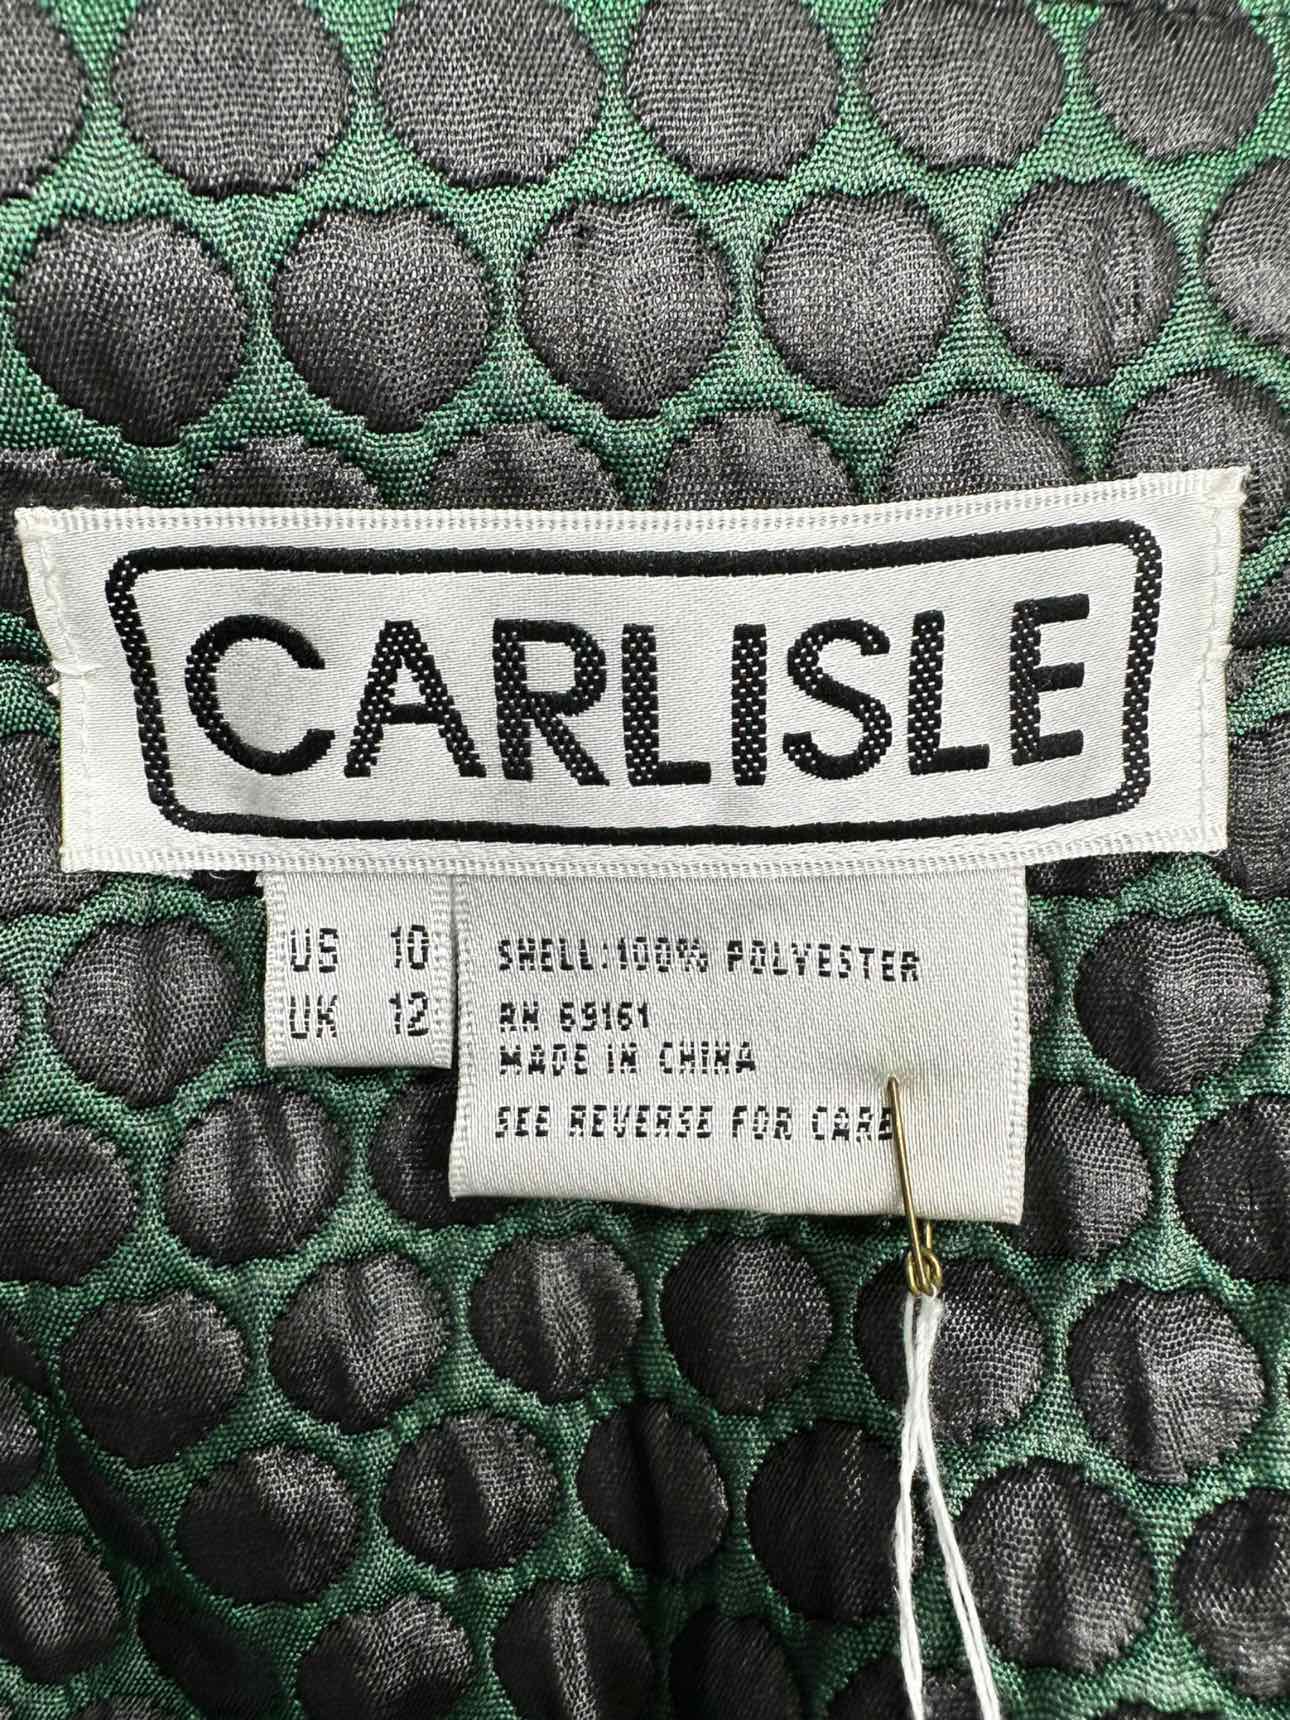 CARLISLE
US 10
UK 12
SHELL:100% POLYESTER
RN 69161
MADE IN CHINA
SEE REVERSE FOR CARE